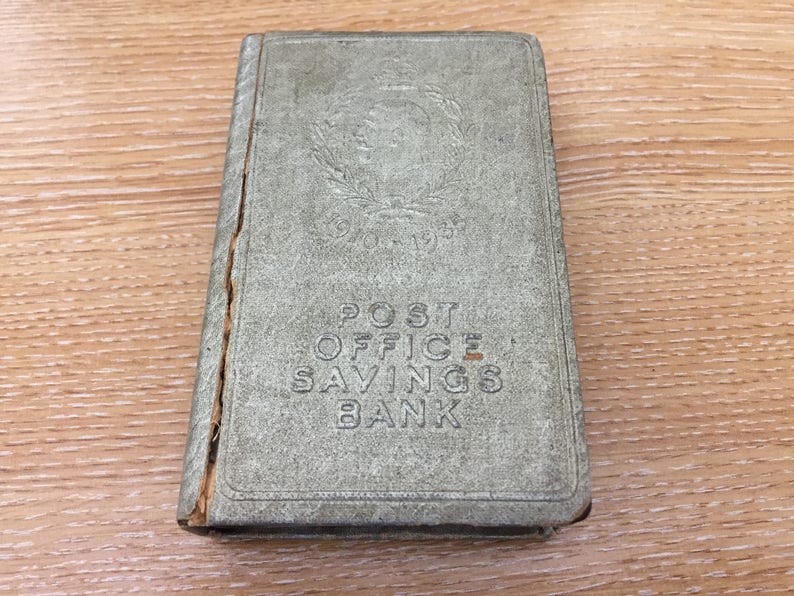 1910-1935
POST
OFFICE
SAVINGS
BANK